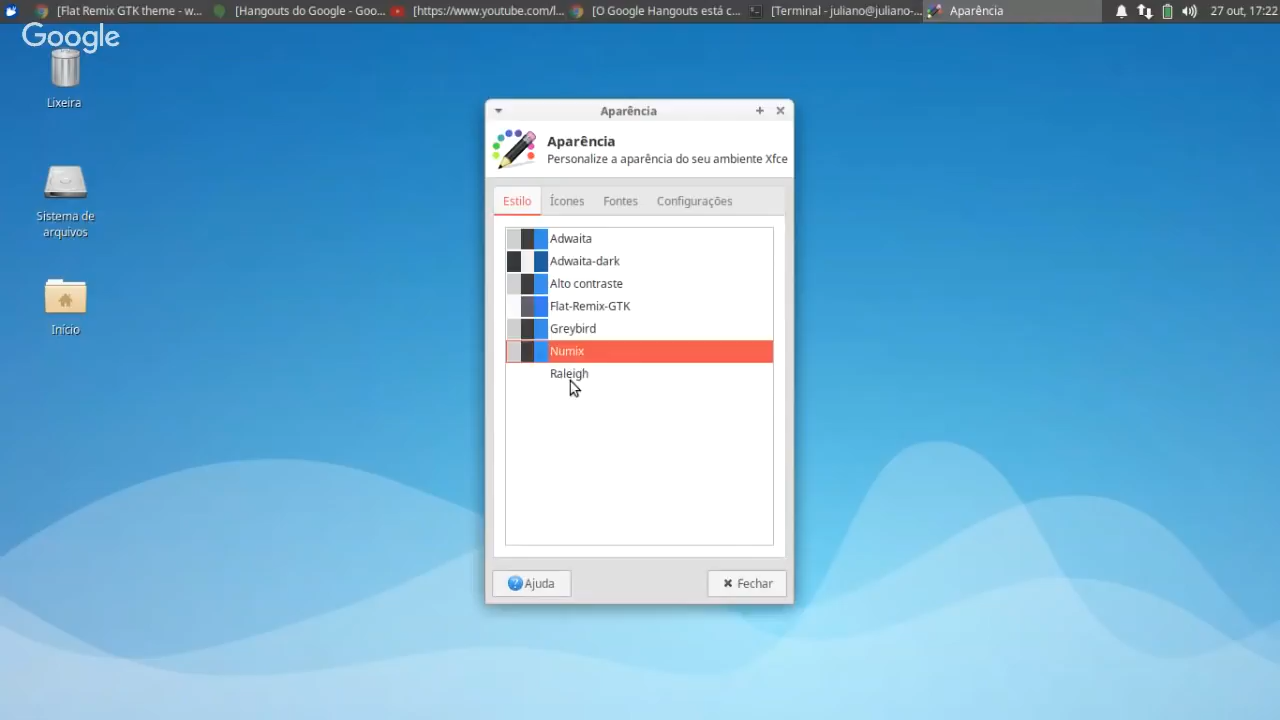 [Flat Remix GTK theme - w...
[Hangouts do Google - Goo...
[https://www.youtube.com/l...
[O Google Hangouts está c...
[Terminal - juliano@juliano-...
Aparência
27 out, 17:22
Google
Lixeira
Sistema de
arquivos
Início
Aparência
Aparência
Personalize a aparência do seu ambiente Xfce
Estilo
Ícones
Fontes
Configurações
Adwaita
Adwaita-dark
Alto contraste
Flat-Remix-GTK
Greybird
Numix
Raleigh
Ajuda
Fechar